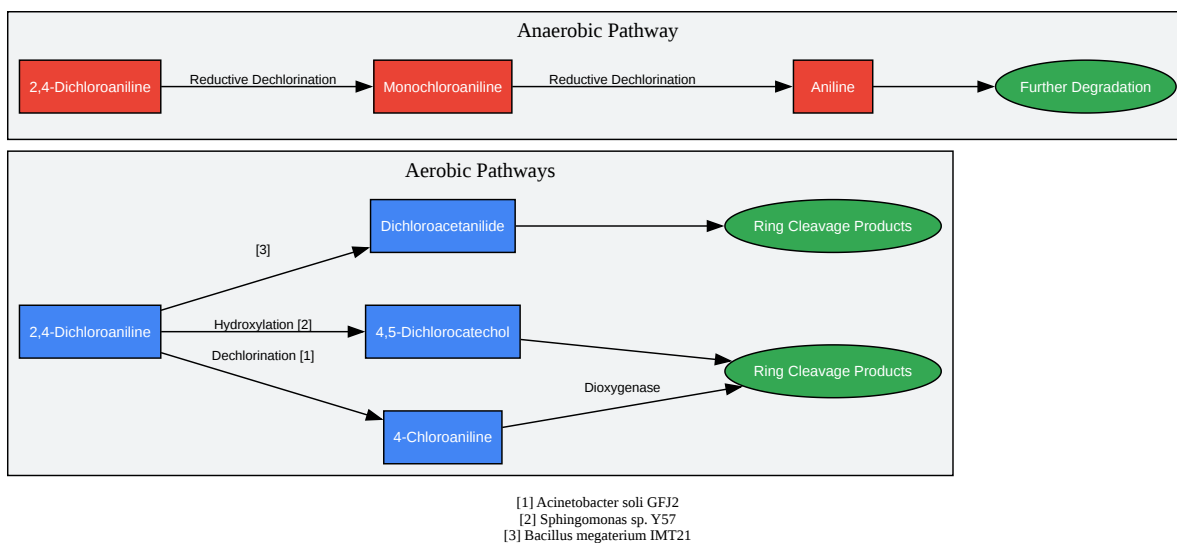 Anaerobic Pathway
2,4-Dichloroaniline
Reductive Dechlorination
Monochloroaniline
Reductive Dechlorination
Aniline
Further Degradation
Aerobic Pathways
Dichloroacetanilide
Ring Cleavage Products
[3]
2,4-Dichloroaniline
Hydroxylation [2]
4,5-Dichlorocatechol
Dechlorination [1]
Ring Cleavage Products
Dioxygenase
4-Chloroaniline
[1] Acinetobacter soli GFJ2
[2] Sphingomonas sp. Y57
[3] Bacillus megaterium IMT21